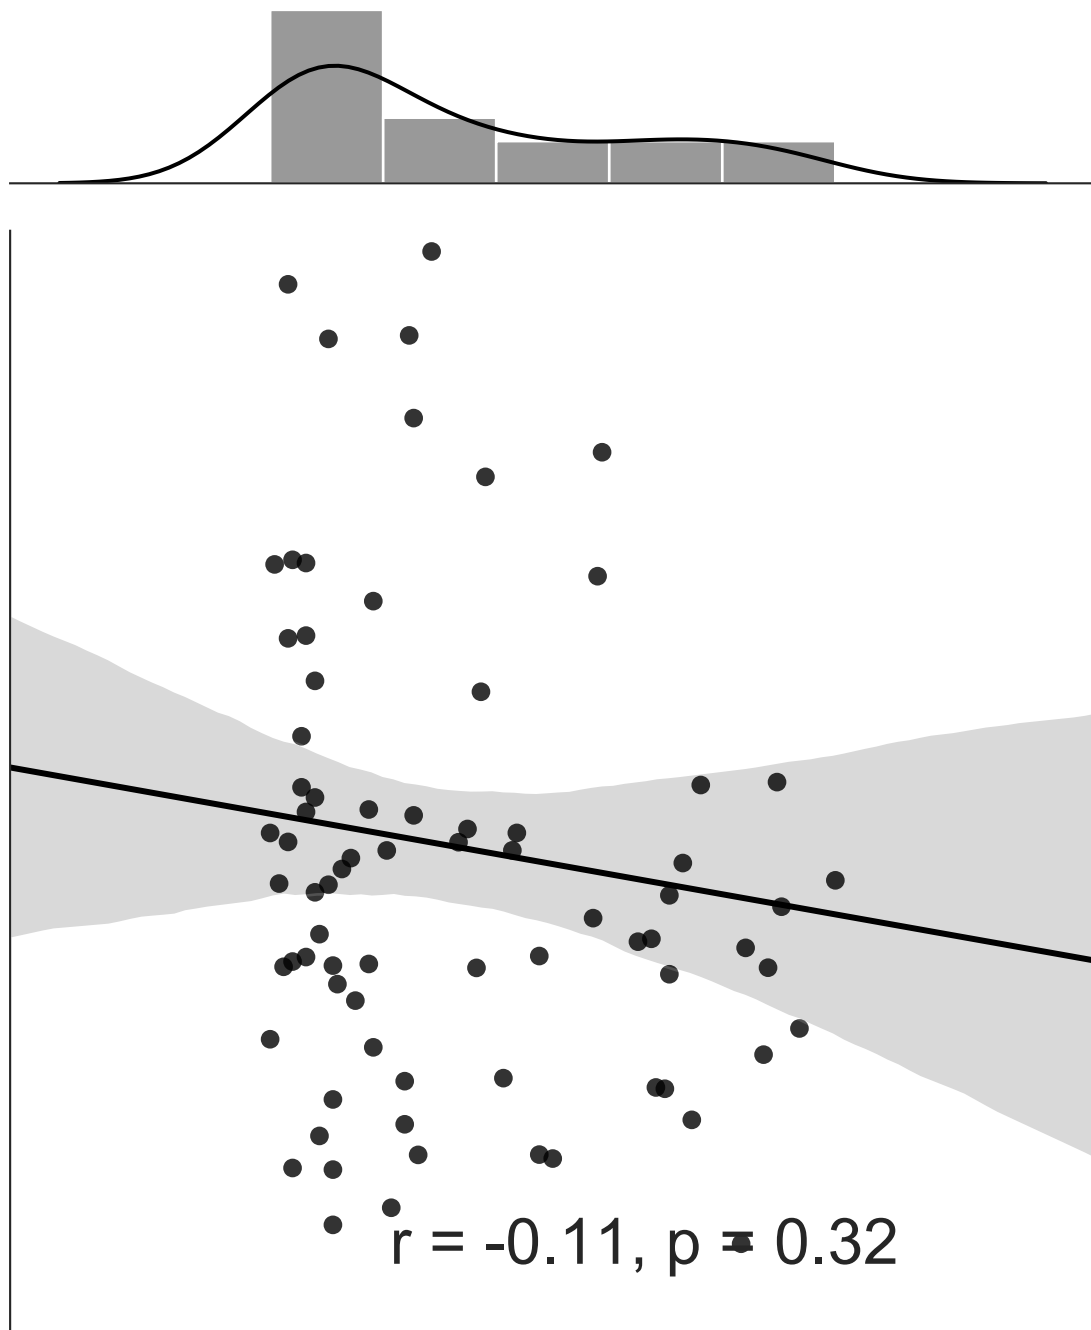 r = -0.11, p = 0.32